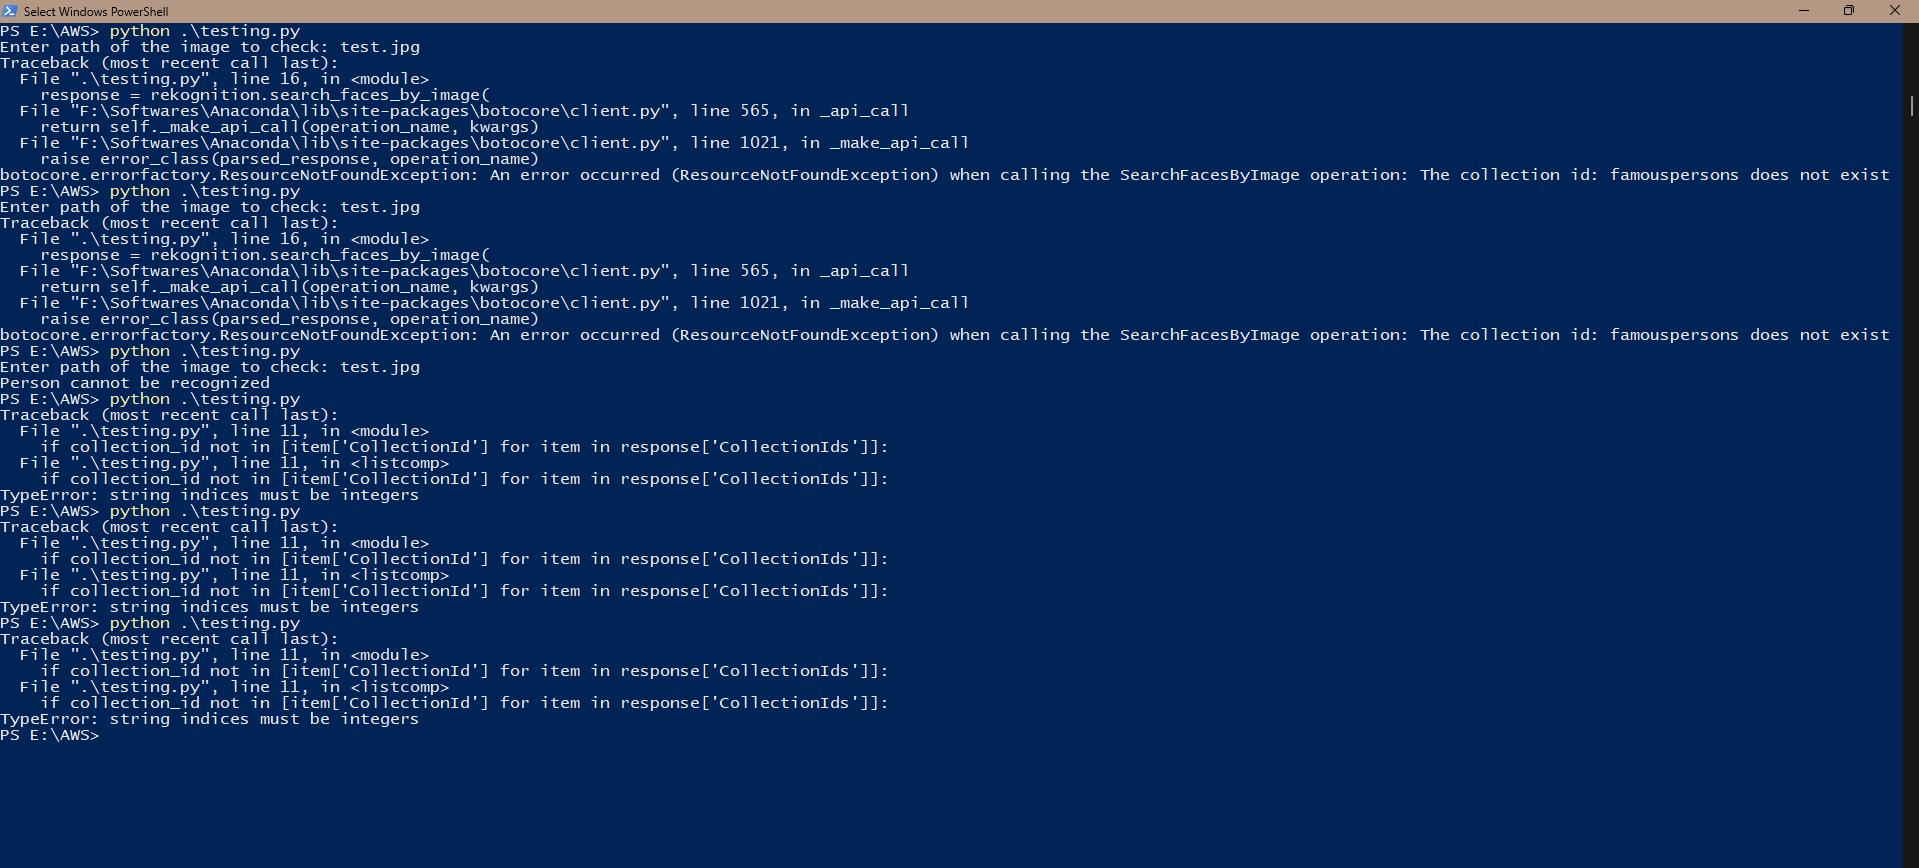 Select Windows PowerShell
PS E:\AWS> python .\testing.py
Enter path of the image to check: test.jpg
Traceback (most recent call last):
  File ".\testing.py", line 16, in <module>
    response = rekognition.search_faces_by_image(
  File "F:\Softwares\Anaconda\lib\site-packages\botocore\client.py", line 565, in _api_call
    return self._make_api_call(operation_name, kwargs)
  File "F:\Softwares\Anaconda\lib\site-packages\botocore\client.py", line 1021, in _make_api_call
    raise error_class(parsed_response, operation_name)
botocore.errorfactory.ResourceNotFoundException: An error occurred (ResourceNotFoundException) when calling the SearchFacesByImage operation: The collection id: famouspersons does not exist
PS E:\AWS> python .\testing.py
Enter path of the image to check: test.jpg
Traceback (most recent call last):
  File ".\testing.py", line 16, in <module>
    response = rekognition.search_faces_by_image(
  File "F:\Softwares\Anaconda\lib\site-packages\botocore\client.py", line 565, in _api_call
    return self._make_api_call(operation_name, kwargs)
  File "F:\Softwares\Anaconda\lib\site-packages\botocore\client.py", line 1021, in _make_api_call
    raise error_class(parsed_response, operation_name)
botocore.errorfactory.ResourceNotFoundException: An error occurred (ResourceNotFoundException) when calling the SearchFacesByImage operation: The collection id: famouspersons does not exist
PS E:\AWS> python .\testing.py
Enter path of the image to check: test.jpg
Person cannot be recognized
PS E:\AWS> python .\testing.py
Traceback (most recent call last):
  File ".\testing.py", line 11, in <module>
    if collection_id not in [item['CollectionId'] for item in response['CollectionIds']]:
  File ".\testing.py", line 11, in <listcomp>
    if collection_id not in [item['CollectionId'] for item in response['CollectionIds']]:
TypeError: string indices must be integers
PS E:\AWS> python .\testing.py
Traceback (most recent call last):
  File ".\testing.py", line 11, in <module>
    if collection_id not in [item['CollectionId'] for item in response['CollectionIds']]:
  File ".\testing.py", line 11, in <listcomp>
    if collection_id not in [item['CollectionId'] for item in response['CollectionIds']]:
TypeError: string indices must be integers
PS E:\AWS> python .\testing.py
Traceback (most recent call last):
  File ".\testing.py", line 11, in <module>
    if collection_id not in [item['CollectionId'] for item in response['CollectionIds']]:
  File ".\testing.py", line 11, in <listcomp>
    if collection_id not in [item['CollectionId'] for item in response['CollectionIds']]:
TypeError: string indices must be integers
PS E:\AWS>